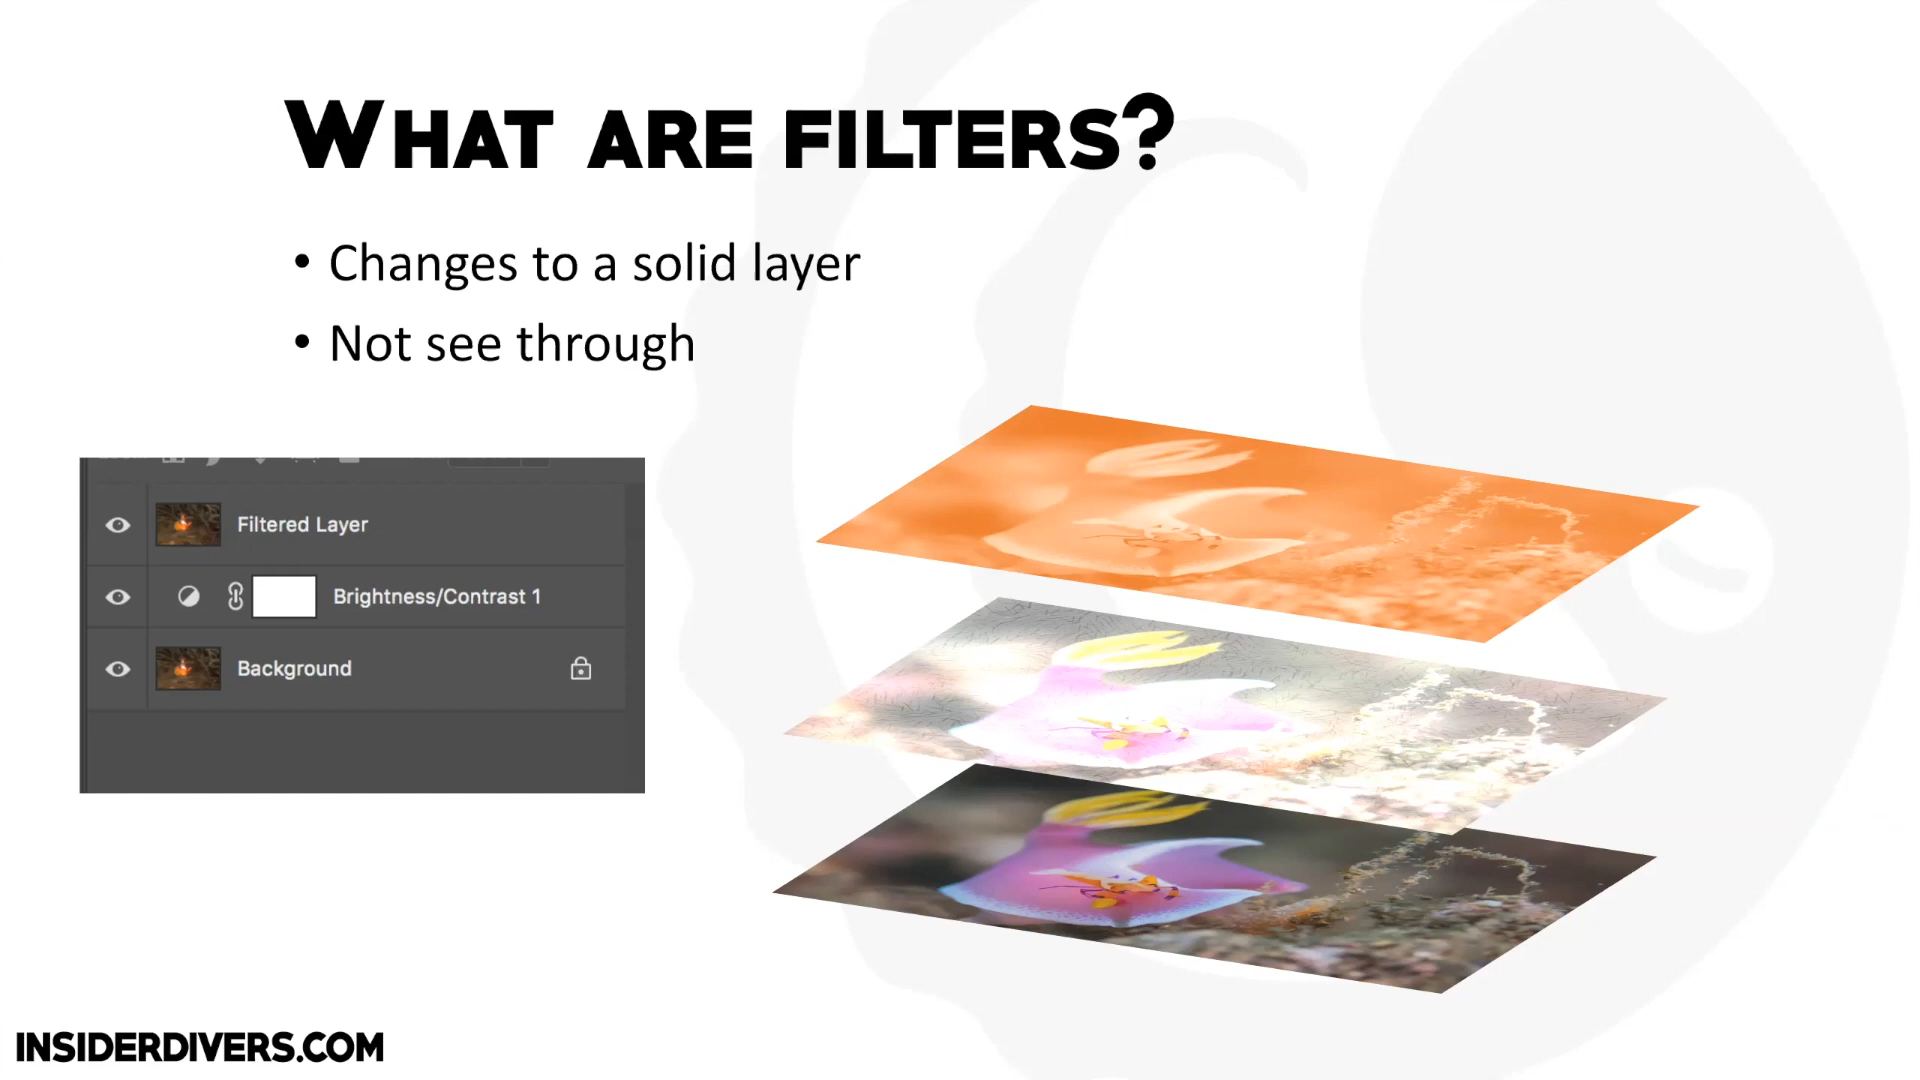 What are filters?
• Changes to a solid layer
• Not see through
Filtered Layer
Brightness/Contrast 1
Background
INSIDERDIVERS.COM